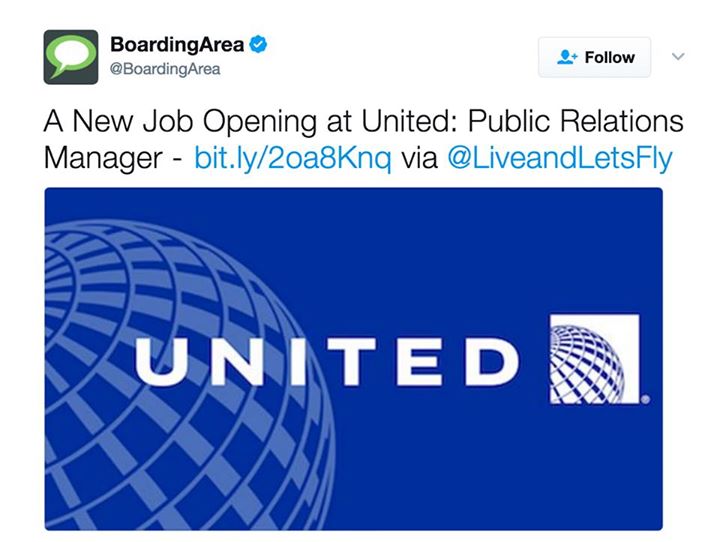 BoardingArea
@BoardingArea
Follow
A New Job Opening at United: Public Relations
Manager - bit.ly/2oa8Knq via @LiveandLetsFly
UNITED
®